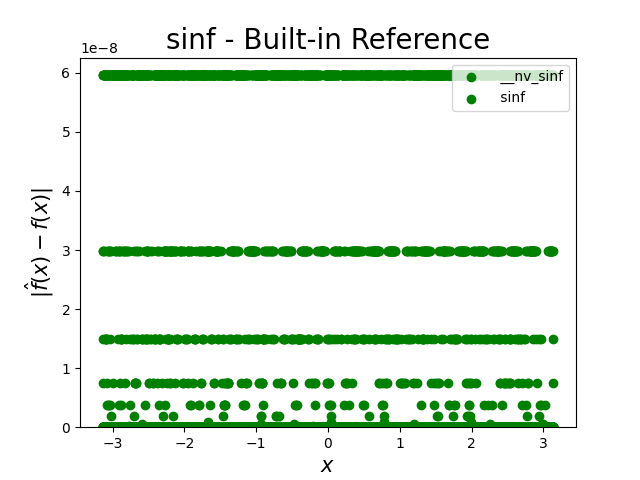 sinf - Built-in Reference
1e−8
__nv_sinf
sinf
6
5
4
3
2
1
0
|f̂(x) − f(x)|
−3 −2 −1 0 1 2 3
x